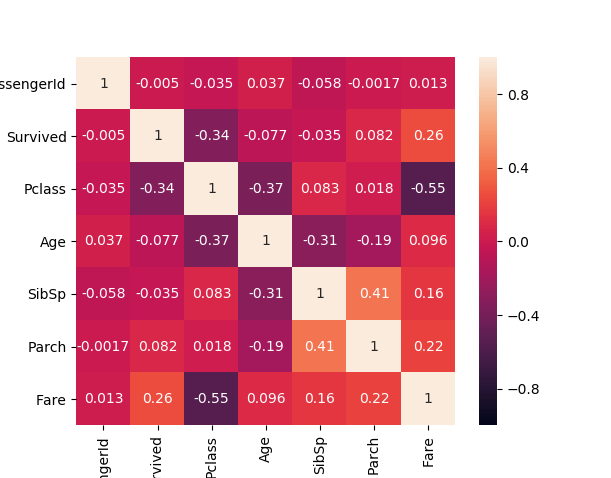 ssengerId 1 -0.005 -0.035 0.037 -0.058 -0.0017 0.013
Survived -0.005 1 -0.34 -0.077 -0.035 0.082 0.26
Pclass -0.035 -0.34 1 -0.37 0.083 0.018 -0.55
Age 0.037 -0.077 -0.37 1 -0.31 -0.19 0.096
SibSp -0.058 -0.035 0.083 -0.31 1 0.41 0.16
Parch -0.0017 0.082 0.018 -0.19 0.41 1 0.22
Fare 0.013 0.26 -0.55 0.096 0.16 0.22 1
ngerId
rvived
Pclass
Age
SibSp
Parch
Fare
0.8
0.4
0.0
−0.4
−0.8